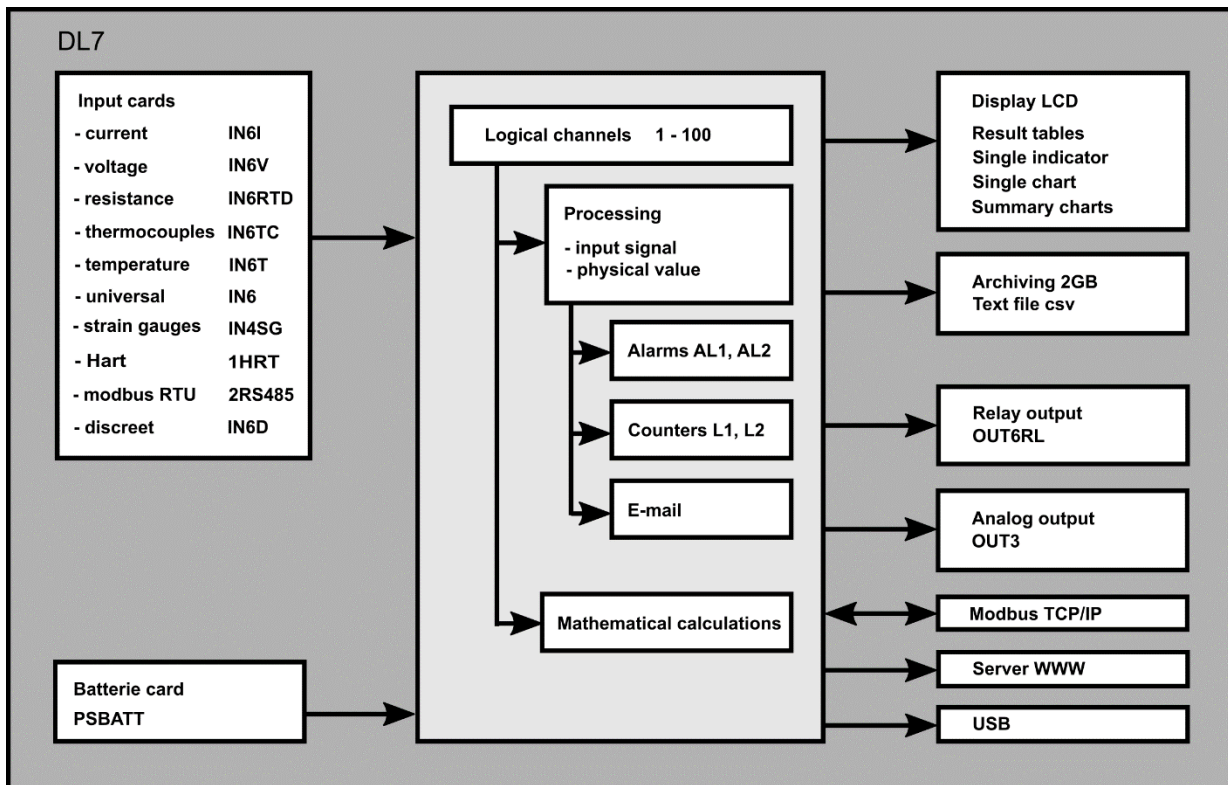 DL7
Input cards
- current IN6I
- voltage IN6V
- resistance IN6RTD
- thermocouples IN6TC
- temperature IN6T
- universal IN6
- strain gauges IN4SG
- Hart 1HRT
- modbus RTU 2RS485
- discreet IN6D
Batterie card
PSBATT
Logical channels 1 - 100
Processing
- input signal
- physical value
Alarms AL1, AL2
Counters L1, L2
E-mail
Mathematical calculations
Display LCD
Result tables
Single indicator
Single chart
Summary charts
Archiving 2GB
Text file csv
Relay output
OUT6RL
Analog output
OUT3
Modbus TCP/IP
Server WWW
USB